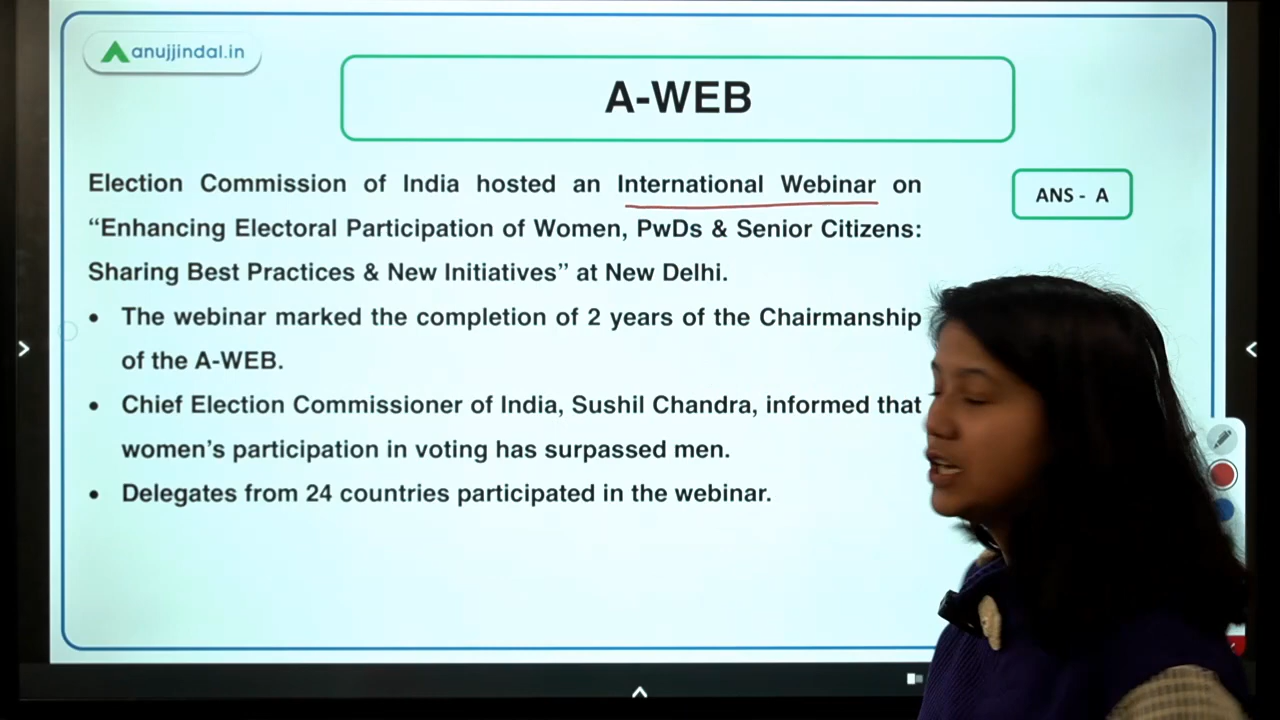 anujjindal.in
A-WEB
Election Commission of India hosted an International Webinar on
“Enhancing Electoral Participation of Women, PwDs & Senior Citizens:
Sharing Best Practices & New Initiatives” at New Delhi.
• The webinar marked the completion of 2 years of the Chairmanship
of the A-WEB.
• Chief Election Commissioner of India, Sushil Chandra, informed that
women’s participation in voting has surpassed men.
• Delegates from 24 countries participated in the webinar.
ANS - A